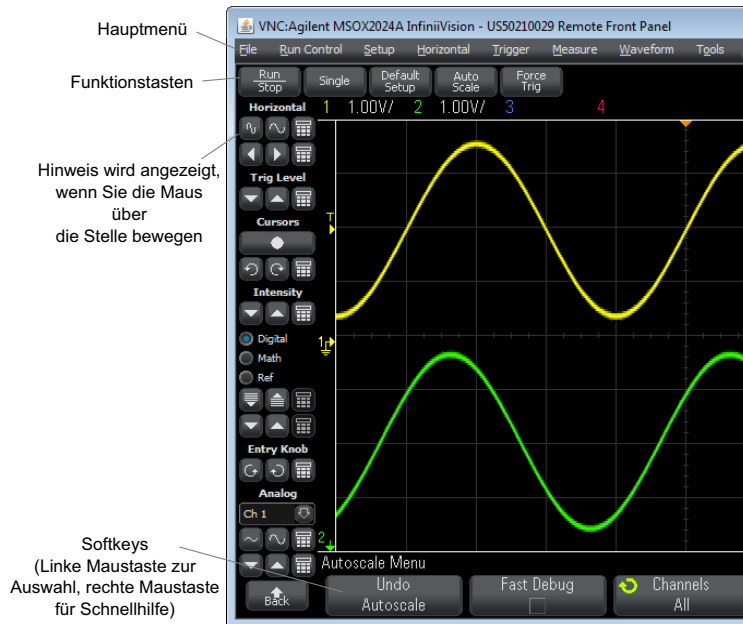 Hauptmenü
Funktionstasten
Hinweis wird angezeigt,
wenn Sie die Maus
über
die Stelle bewegen
Softkeys
(Linke Maustaste zur
Auswahl, rechte Maustaste
für Schnellhilfe)
VNC:Agilent MSOX2024A InfiniiVision - US50210029 Remote Front Panel
File Run Control Setup Horizontal Trigger Measure Waveform Tools
Run
Stop
Single
Default
Setup
Auto
Scale
Force
Trig
Horizontal
1 1.00V/ 2 1.00V/ 3 4
Trig Level
T
Cursors
Intensity
1
Digital
Math
Ref
Entry Knob
Analog
Ch 1
2
Back
Autoscale Menu
Undo
Autoscale
Fast Debug
Channels
All